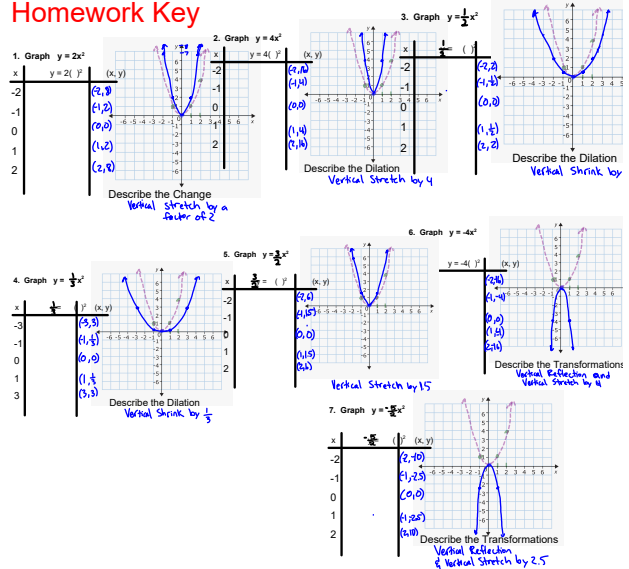 Homework Key
1. Graph y = 2x²
x y = 2( )² (x, y)
-2 (-2,8)
-1 (-1,2)
0 (0,0)
1 (1,2)
2 (2,8)
Describe the Change
Vertical stretch by a
factor of 2
2. Graph y = 4x²
x y = 4( )² (x, y)
-2 (-2,16)
-1 (-1,4)
0 (0,0)
1 (1,4)
2 (2,16)
Describe the Dilation
Vertical Stretch by 4
3. Graph y = 1/2 x²
x 1/2 = ( )²
-2 (-2,2)
-1 (-1,1/2)
0 (0,0)
1 (1,1/2)
2 (2,2)
Describe the Dilation
Vertical Shrink by
4. Graph y = 1/3 x²
x ( )² (x, y)
-3 (-3,3)
-1 (-1,1/3)
0 (0,0)
1 (1,1/3
3 (3,3)
Describe the Dilation
Vertical Shrink by 1/3
5. Graph y = 3/2 x²
x 3/2 = ( )² (x, y)
-2 (-2,6)
-1 (-1,1.5)
0 (0,0)
1 (1,1.5)
2 (2,6)
Vertical Stretch by 1.5
6. Graph y = -4x²
y = -4( )² (x, y)
(-2,-16)
(-1,-4)
(0,0)
(1,-4)
(2,-16)
Describe the Transformations
Vertical Reflection and
Vertical Stretch by 4
7. Graph y = -5/2 x²
x -5/2 = ( )² (x, y)
-2 (-2,-10)
-1 (-1,-2.5)
0 (0,0)
1 (-1,-2.5)
2 (2,-10)
Describe the Transformations
Vertical Reflection
& Vertical Stretch by 2.5